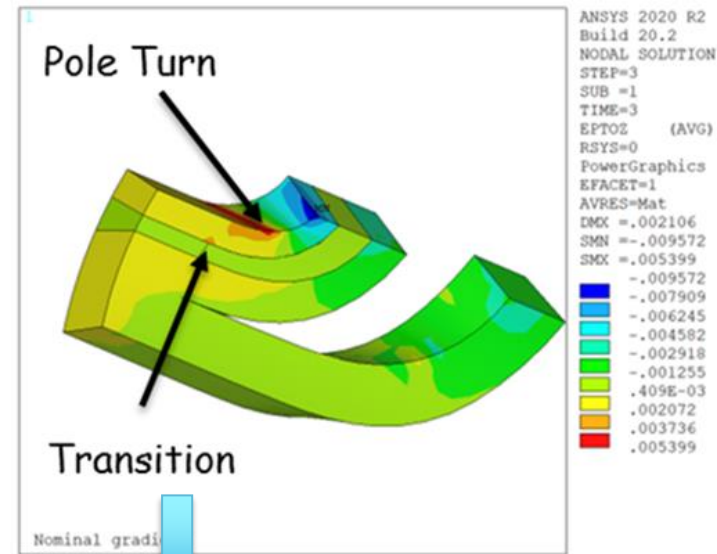 1
Pole Turn
Transition
Nominal gradi
ANSYS 2020 R2
Build 20.2
NODAL SOLUTION
STEP=3
SUB =1
TIME=3
EPTOZ (AVG)
RSYS=0
PowerGraphics
EFACET=1
AVRES=Mat
DMX =.002106
SMN =-.009572
SMX =.005399
-.009572
-.007909
-.006245
-.004582
-.002918
-.001255
.409E-03
.002072
.003736
.005399